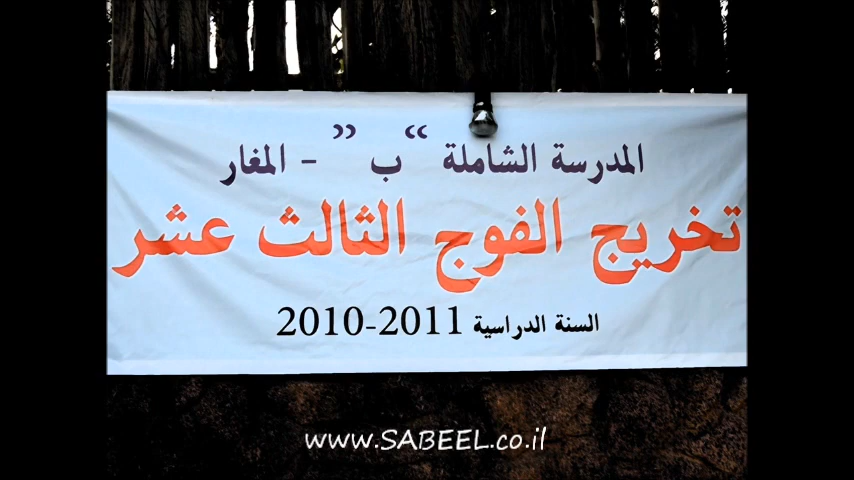 المدرسة الشاملة “ب” - المغار
تخريج الفوج الثالث عشر
السنة الدراسية 2010-2011
www.SABEEL.co.il